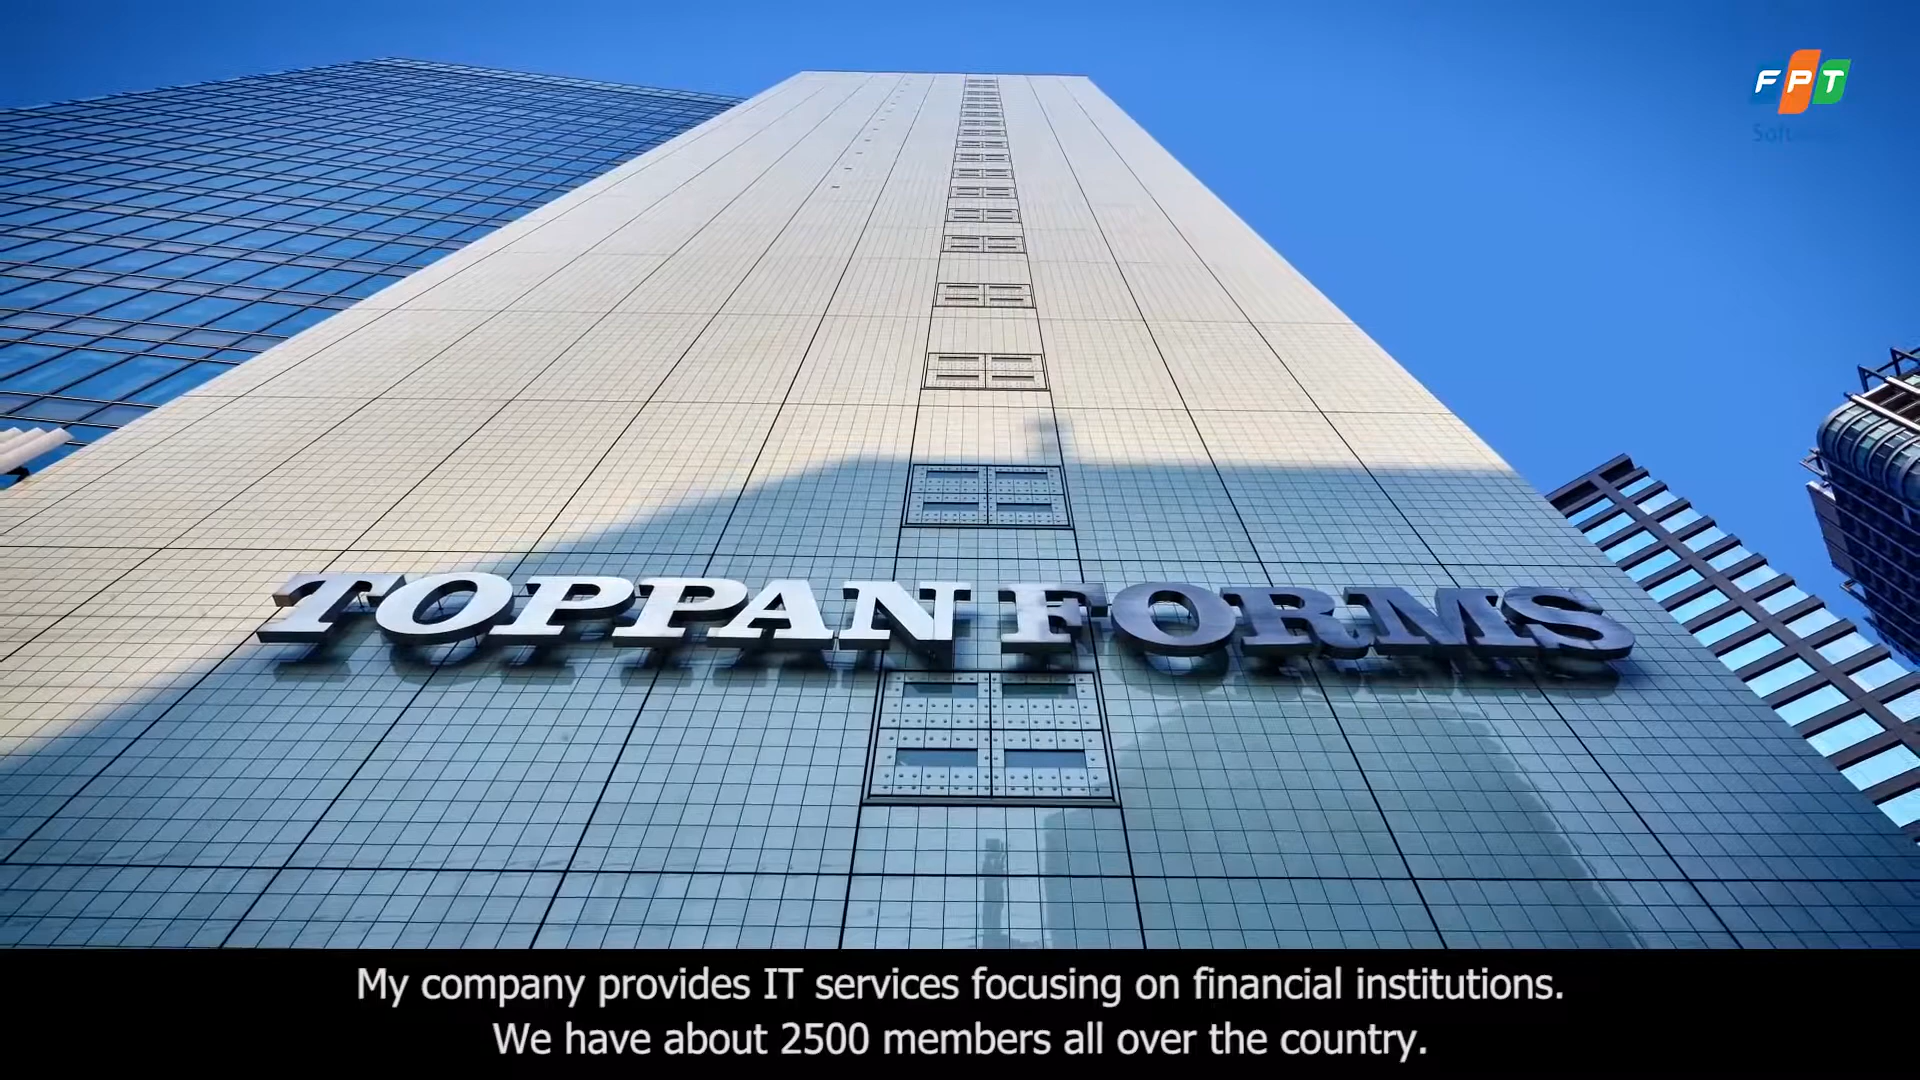 FPT
Software
TOPPAN FORMS
My company provides IT services focusing on financial institutions.
We have about 2500 members all over the country.